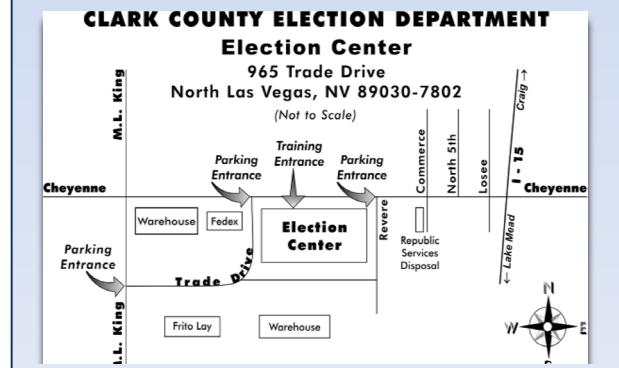 CLARK COUNTY ELECTION DEPARTMENT
Election Center
965 Trade Drive
North Las Vegas, NV 89030-7802
(Not to Scale)
M.L. King
Craig →
Training
Entrance
Parking
Entrance
Parking
Entrance
Commerce
North 5th
Losee
I - 15
Cheyenne
Cheyenne
Warehouse
Fedex
Election
Center
Revere
Republic
Services
Disposal
← Lake Mead
Parking
Entrance
Trade Drive
N
W
E
M.L. King
Frito Lay
Warehouse